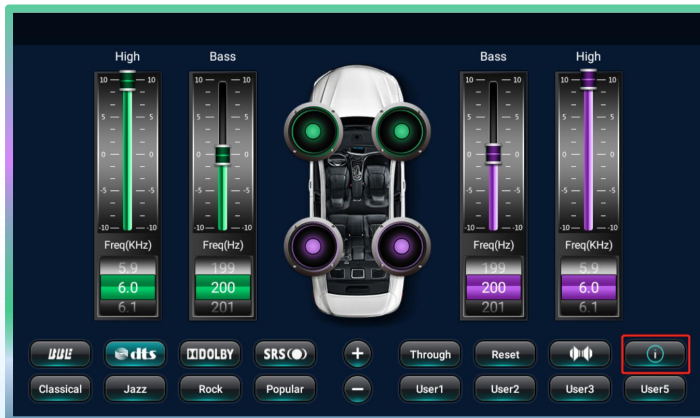 High Bass Bass High
10 10 10 10 10 10 10 10
5 5 5 5 5 5 5 5
0 0 0 0 0 0 0 0
-5 -5 -5 -5 -5 -5 -5 -5
-10 -10 -10 -10 -10 -10 -10 -10
Freq(KHz) Freq(Hz) Freq(Hz) Freq(KHz)
5.9 199 199 5.9
6.0 200 200 6.0
6.1 201 201 6.1
dts DOLBY SRS + Through Reset i
Classical Jazz Rock Popular − User1 User2 User3 User5